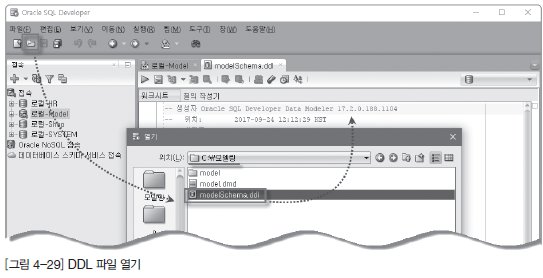 Oracle SQL Developer
파일(F) 편집(E) 보기(V) 이동(N) 실행(R) 팀(M) 도구(T) 창(W) 도움말(H)
접속
로컬-Model
modelSchema.ddl
접속
로컬-HR
로컬-Model
로컬-Shop
로컬-SYSTEM
Oracle NoSQL 접속
데이터베이스 스키마 서비스 접속
워크시트 질의 작성기
-- 생성자 Oracle SQL Developer Data Modeler 17.2.0.188.1104
-- 위치: 2017-09-24 12:12:29 KST
열기
위치(L): C:\모델링
모델링
model
model.dmd
modelSchema.ddl
[그림 4-29] DDL 파일 열기